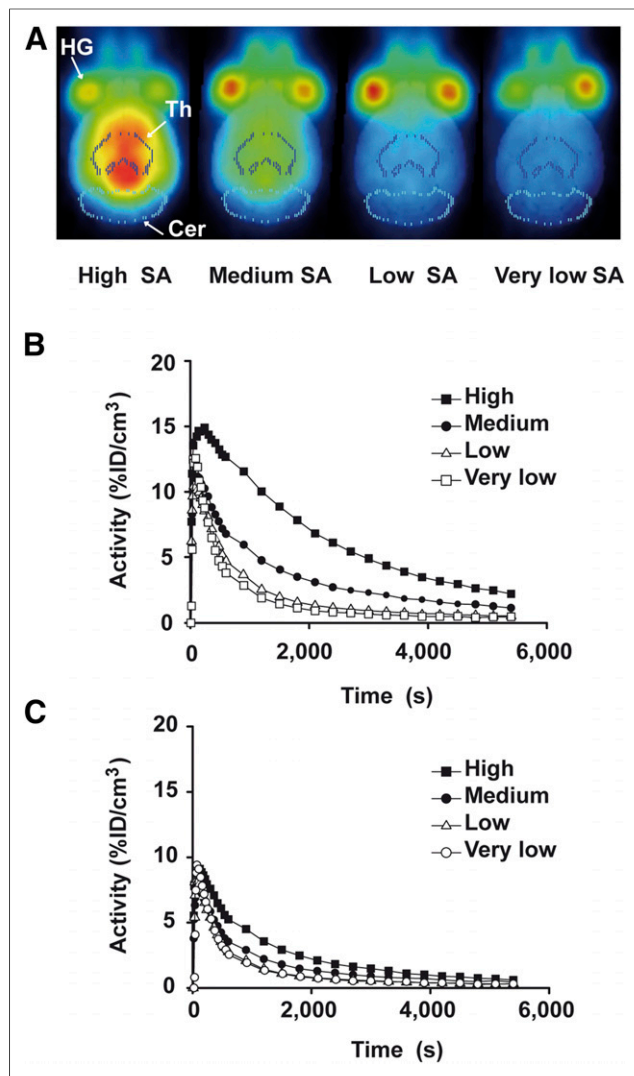 A
HG
Th
Cer
High SA
Medium SA
Low SA
Very low SA
B
20
15
10
5
0
Activity (%ID/cm³)
High
Medium
Low
Very low
0
2,000
4,000
6,000
Time (s)
C
20
15
10
5
0
Activity (%ID/cm³)
High
Medium
Low
Very low
0
2,000
4,000
6,000
Time (s)